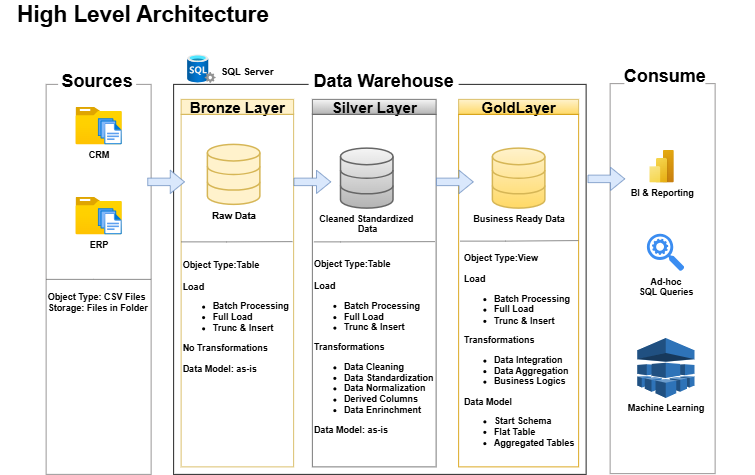 High Level Architecture
Sources
CRM
ERP
Object Type: CSV Files
Storage: Files in Folder
SQL
SQL Server
Data Warehouse
Bronze Layer
Raw Data
Object Type:Table
Load
• Batch Processing
• Full Load
• Trunc & Insert
No Transformations
Data Model: as-is
Silver Layer
Cleaned Standardized
Data
Object Type:Table
Load
• Batch Processing
• Full Load
• Trunc & Insert
Transformations
• Data Cleaning
• Data Standardization
• Data Normalization
• Derived Columns
• Data Enrinchment
Data Model: as-is
GoldLayer
Business Ready Data
Object Type:View
Load
• Batch Processing
• Full Load
• Trunc & Insert
Transformations
• Data Integration
• Data Aggregation
• Business Logics
Data Model
• Start Schema
• Flat Table
• Aggregated Tables
Consume
BI & Reporting
Ad-hoc
SQL Queries
Machine Learning